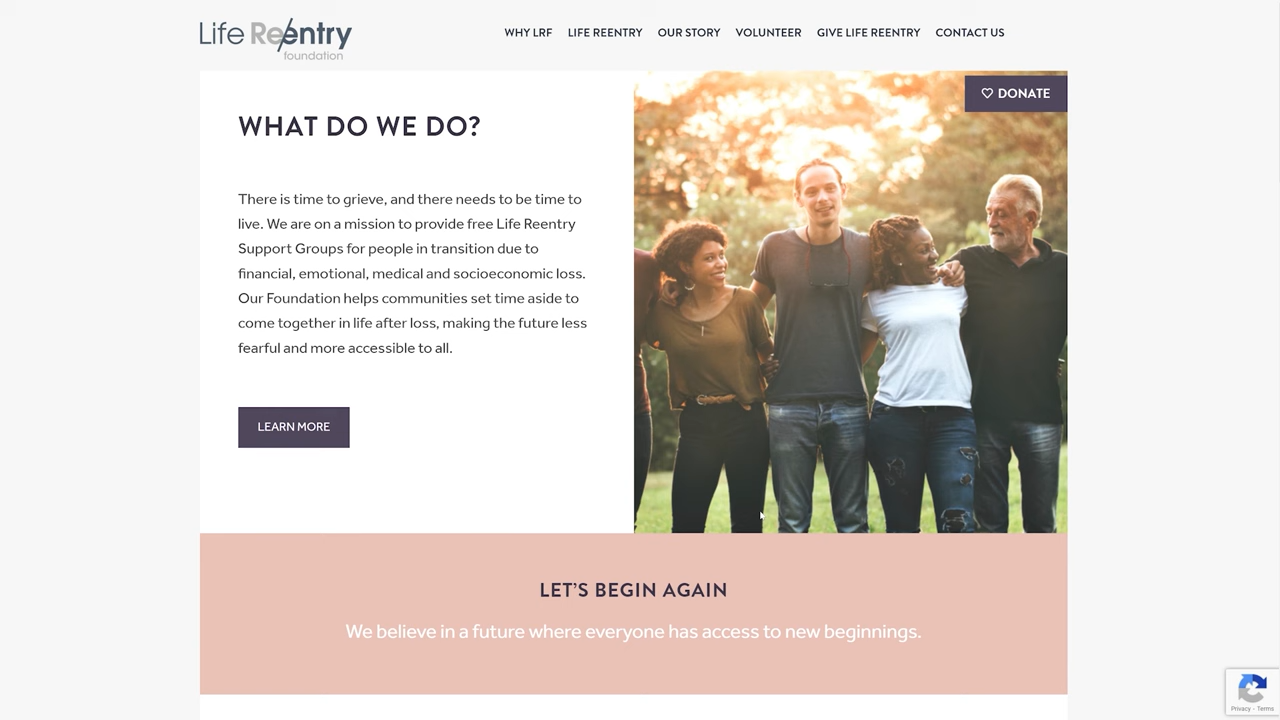 Life Reentry
foundation
WHY LRF LIFE REENTRY OUR STORY VOLUNTEER GIVE LIFE REENTRY CONTACT US
DONATE
WHAT DO WE DO?
There is time to grieve, and there needs to be time to
live. We are on a mission to provide free Life Reentry
Support Groups for people in transition due to
financial, emotional, medical and socioeconomic loss.
Our Foundation helps communities set time aside to
come together in life after loss, making the future less
fearful and more accessible to all.
LEARN MORE
LET'S BEGIN AGAIN
We believe in a future where everyone has access to new beginnings.
Privacy - Terms